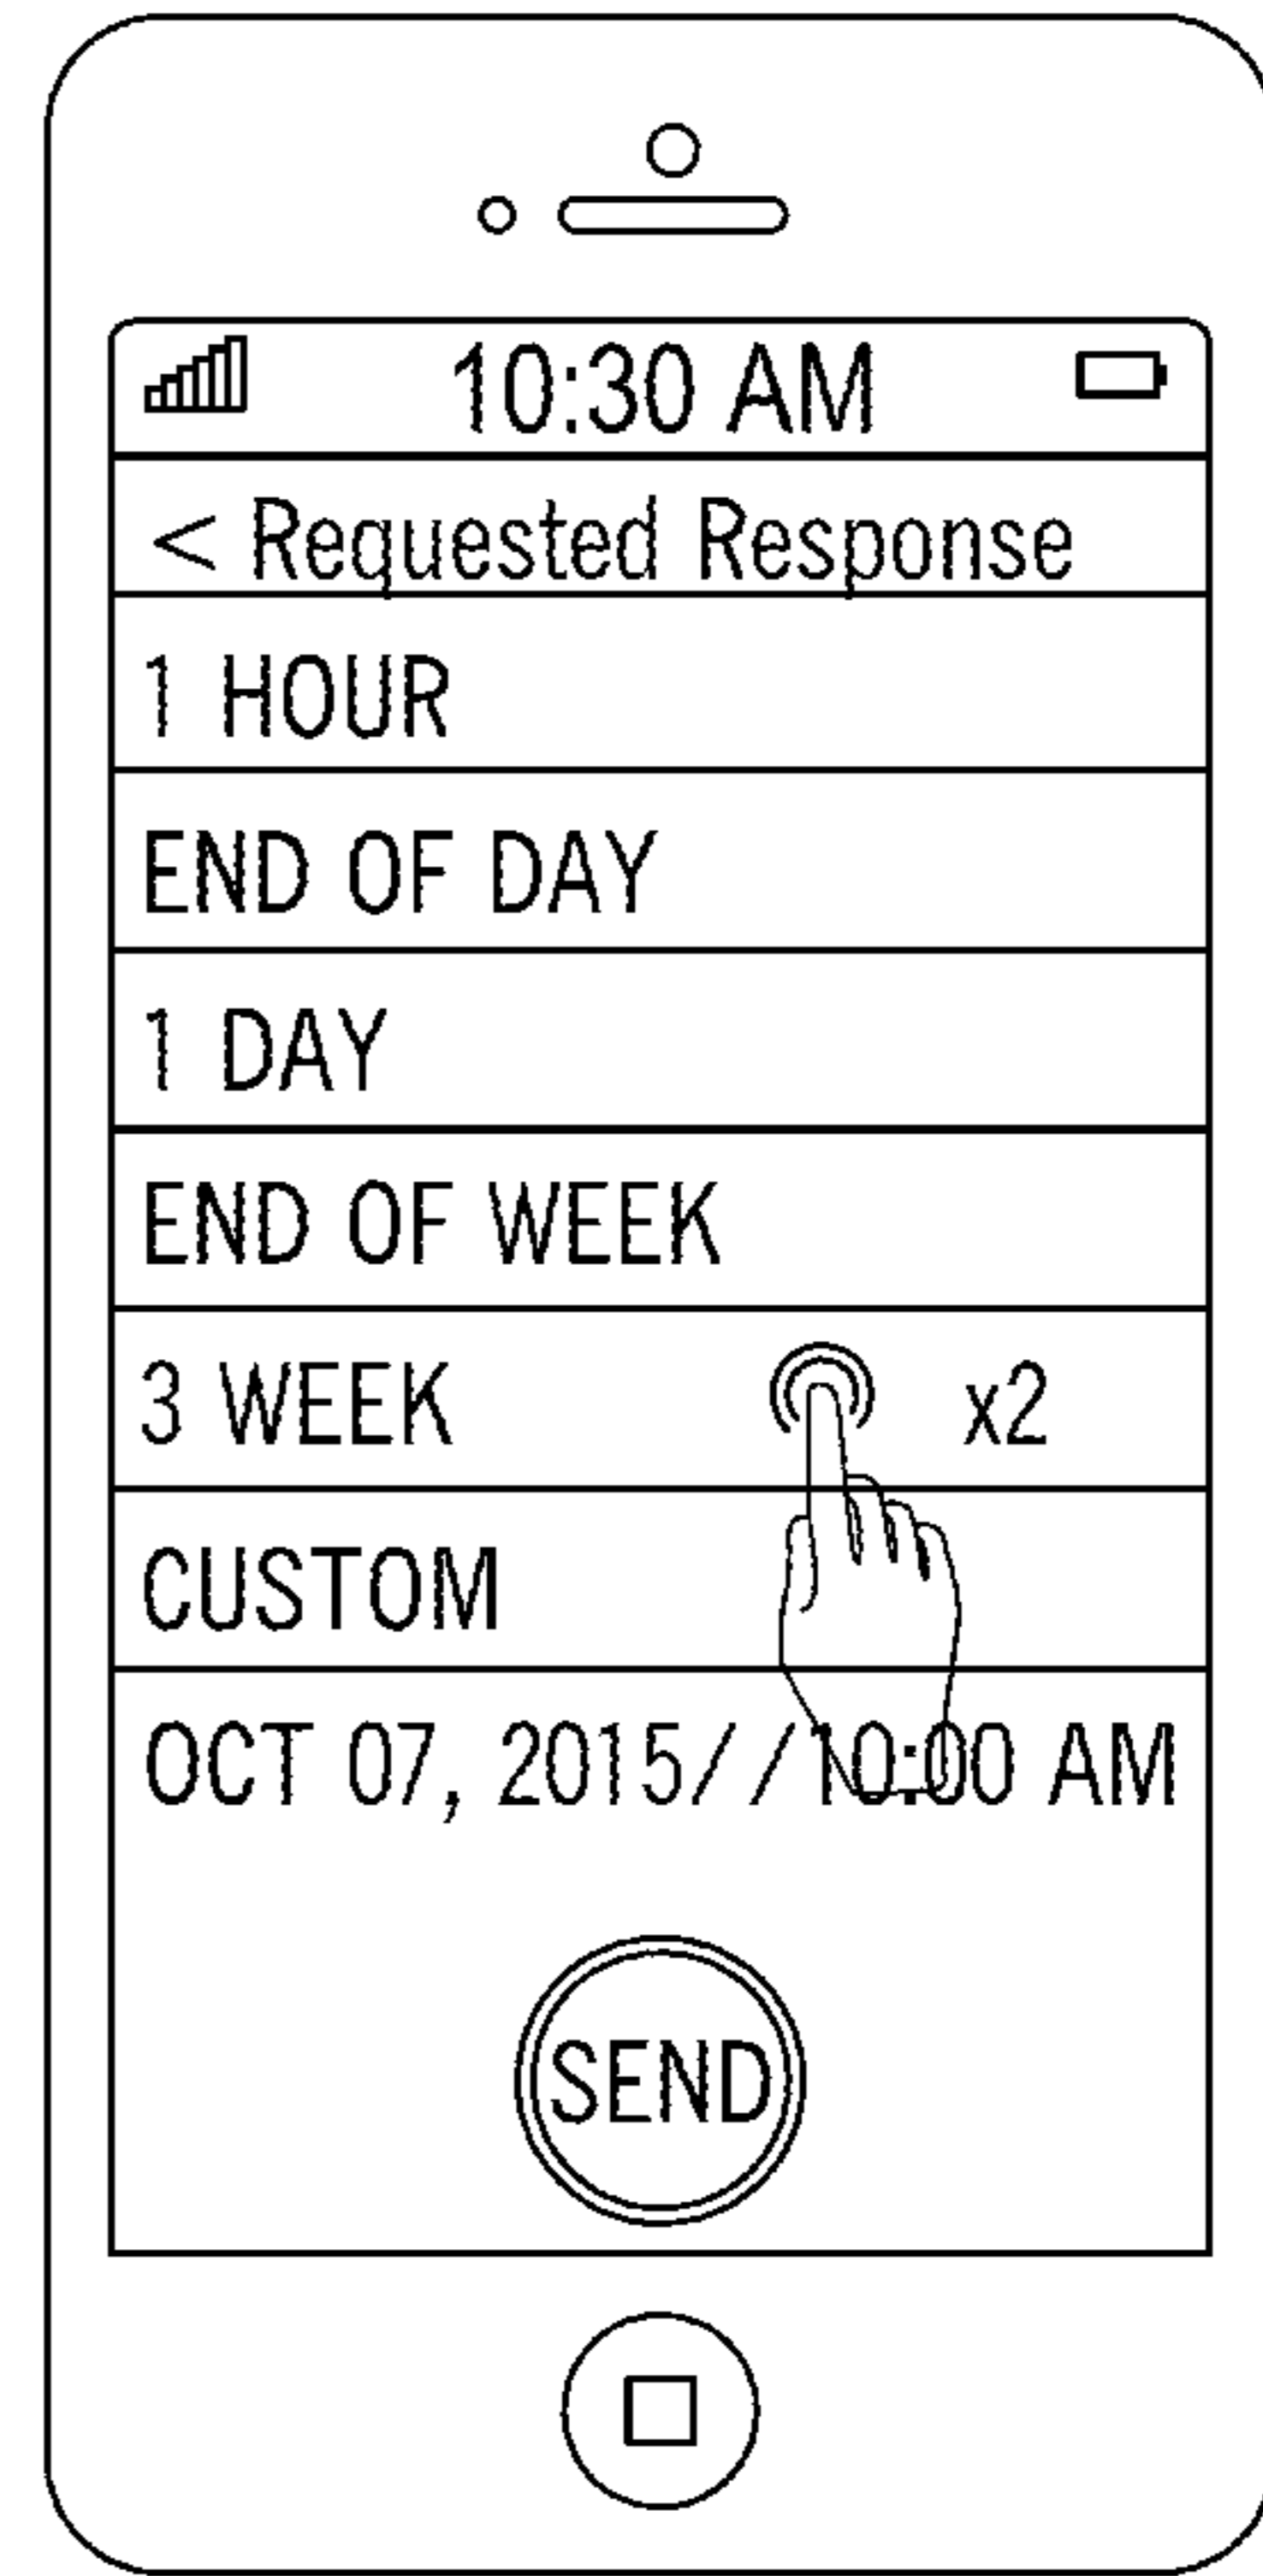 10:30 AM
< Requested Response
1 HOUR
END OF DAY
1 DAY
END OF WEEK
3 WEEK x2
CUSTOM
OCT 07, 2015//10:00 AM
SEND